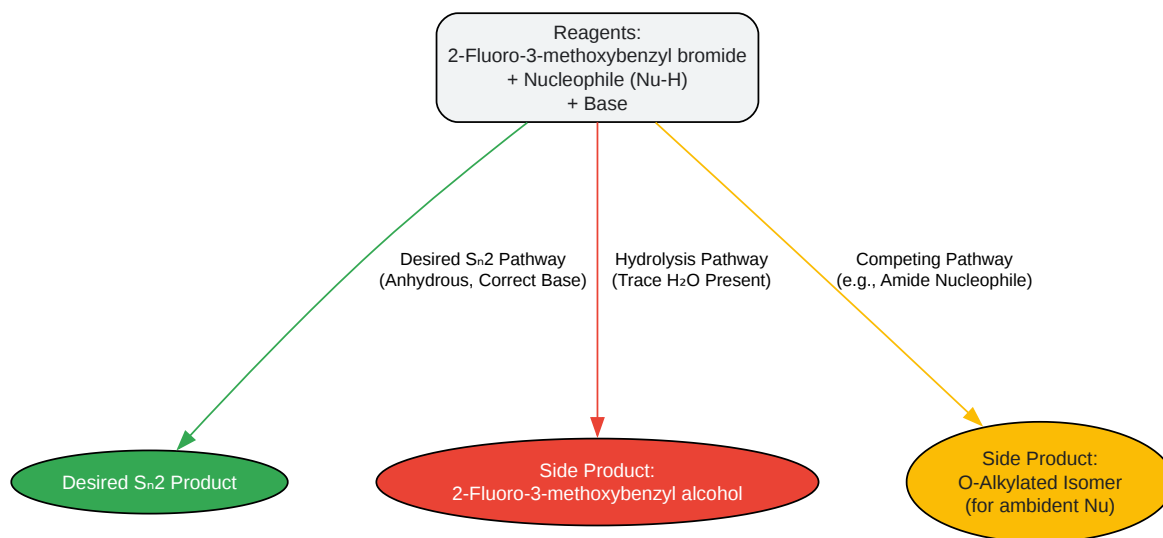 Reagents:
2-Fluoro-3-methoxybenzyl bromide
+ Nucleophile (Nu-H)
+ Base
Desired Sₙ2 Pathway
(Anhydrous, Correct Base)
Hydrolysis Pathway
(Trace H₂O Present)
Competing Pathway
(e.g., Amide Nucleophile)
Desired Sₙ2 Product
Side Product:
2-Fluoro-3-methoxybenzyl alcohol
Side Product:
O-Alkylated Isomer
(for ambident Nu)